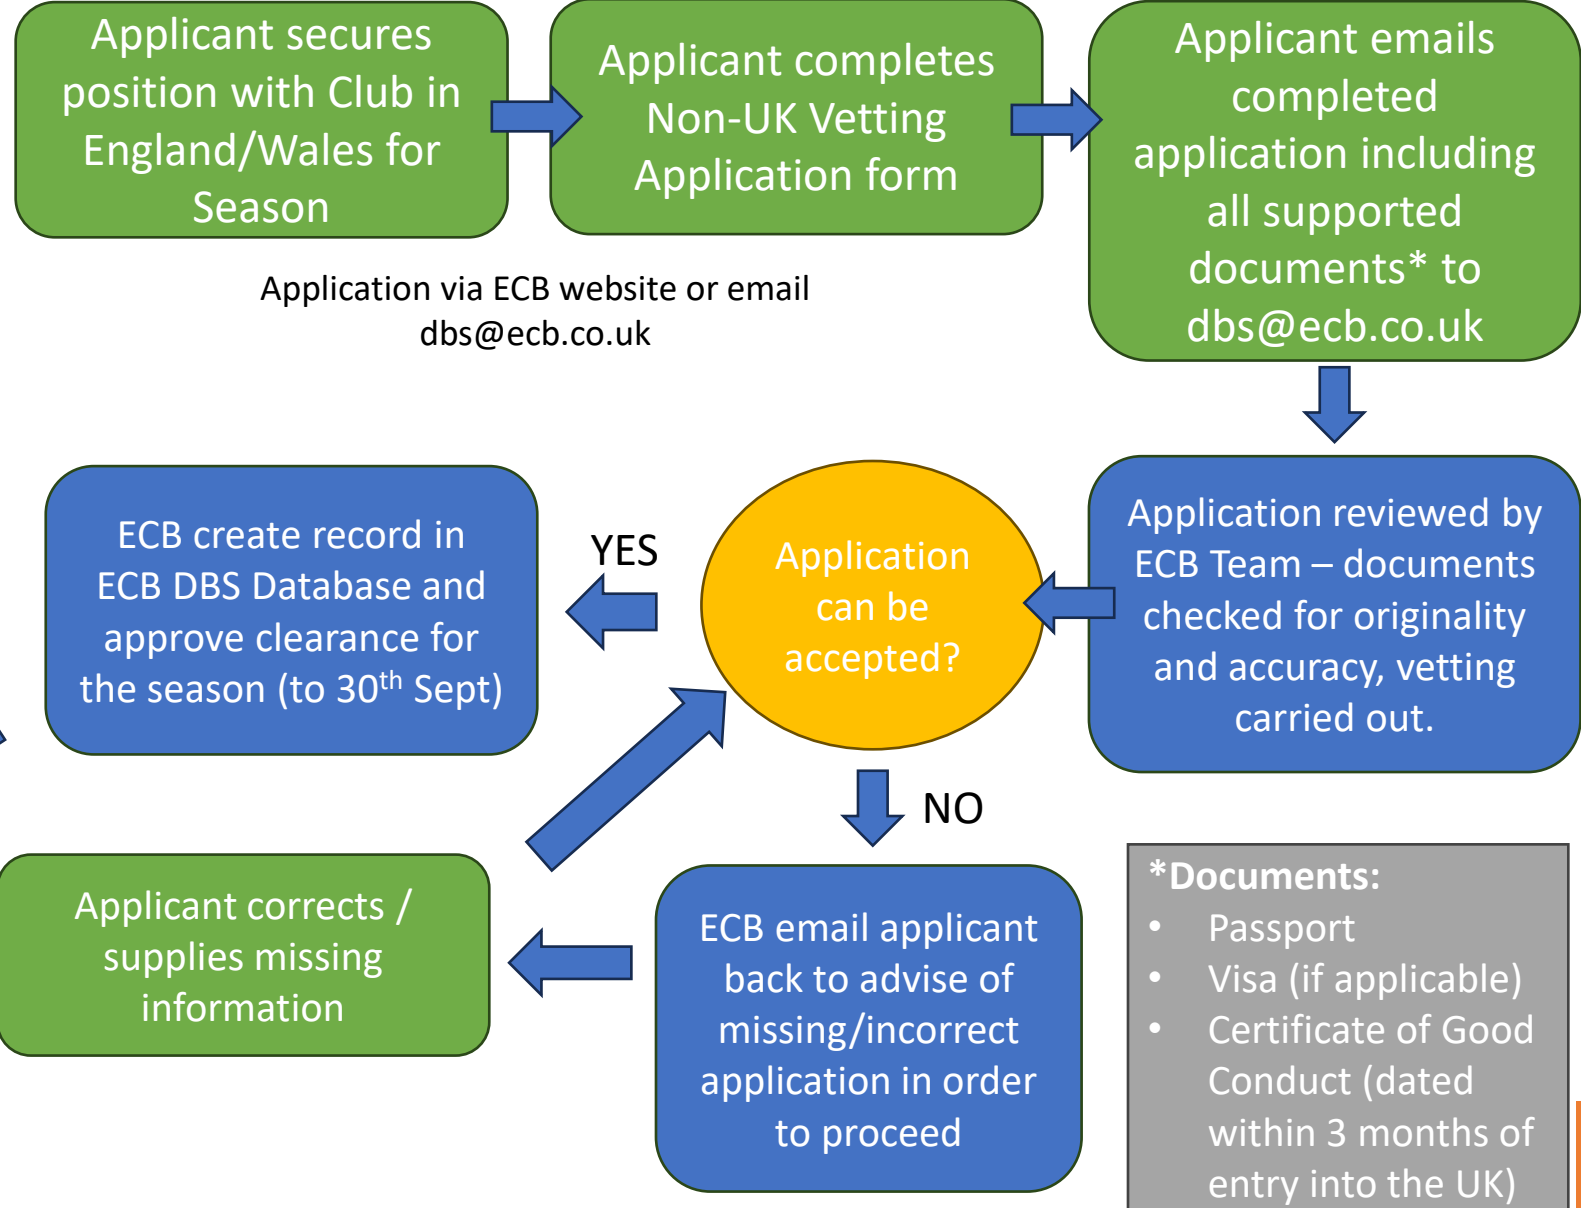 Applicant secures
position with Club in
England/Wales for
Season
Applicant completes
Non-UK Vetting
Application form
Applicant emails
completed
application including
all supported
documents* to
dbs@ecb.co.uk
Application via ECB website or email
dbs@ecb.co.uk
Application reviewed by
ECB Team – documents
checked for originality
and accuracy, vetting
carried out.
Application
can be
accepted?
YES
ECB create record in
ECB DBS Database and
approve clearance for
the season (to 30th Sept)
NO
ECB email applicant
back to advise of
missing/incorrect
application in order
to proceed
Applicant corrects /
supplies missing
information
*Documents:
• Passport
• Visa (if applicable)
• Certificate of Good
Conduct (dated
within 3 months of
entry into the UK)